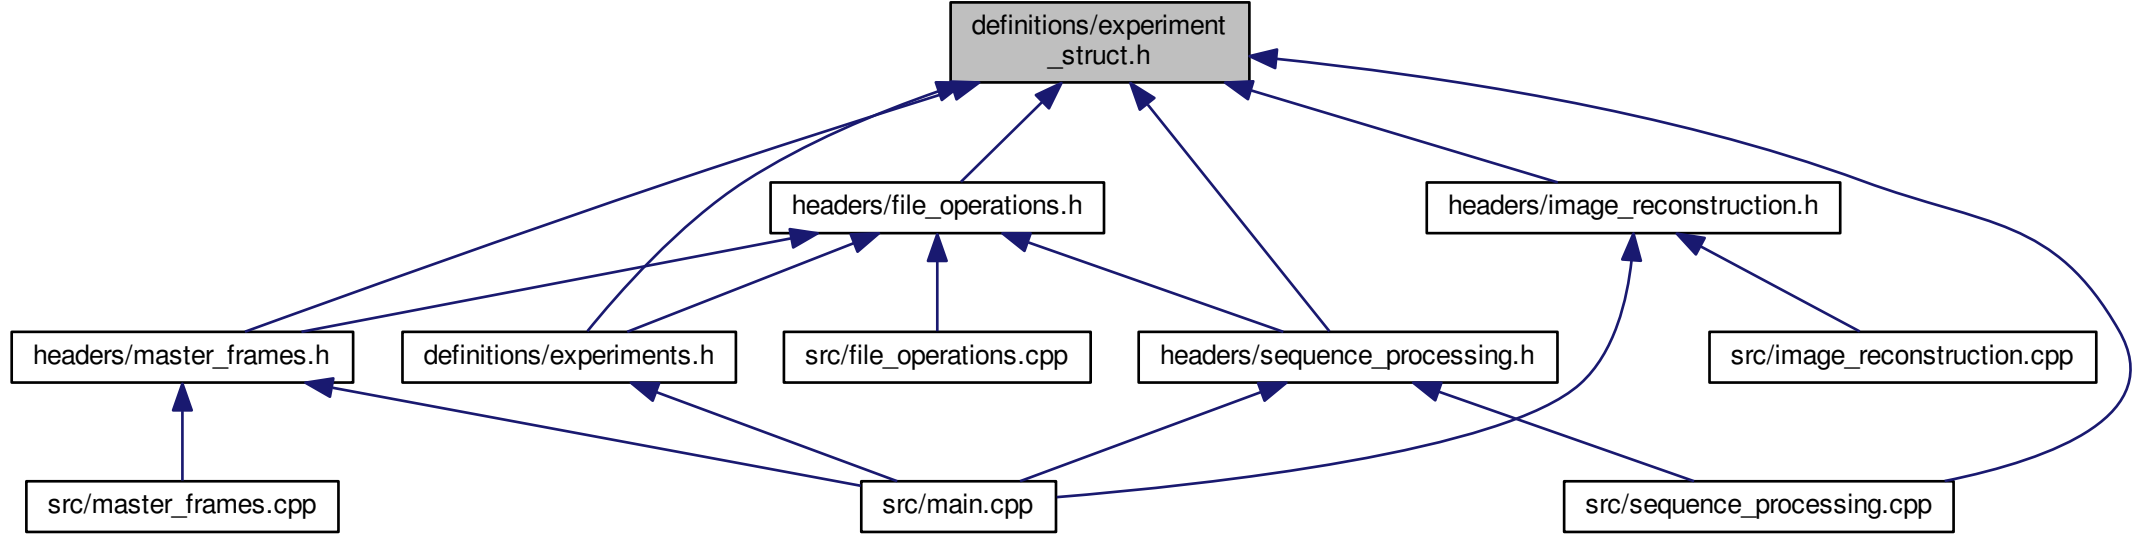 definitions/experiment
_struct.h
headers/file_operations.h
headers/image_reconstruction.h
headers/master_frames.h
definitions/experiments.h
src/file_operations.cpp
headers/sequence_processing.h
src/image_reconstruction.cpp
src/master_frames.cpp
src/main.cpp
src/sequence_processing.cpp